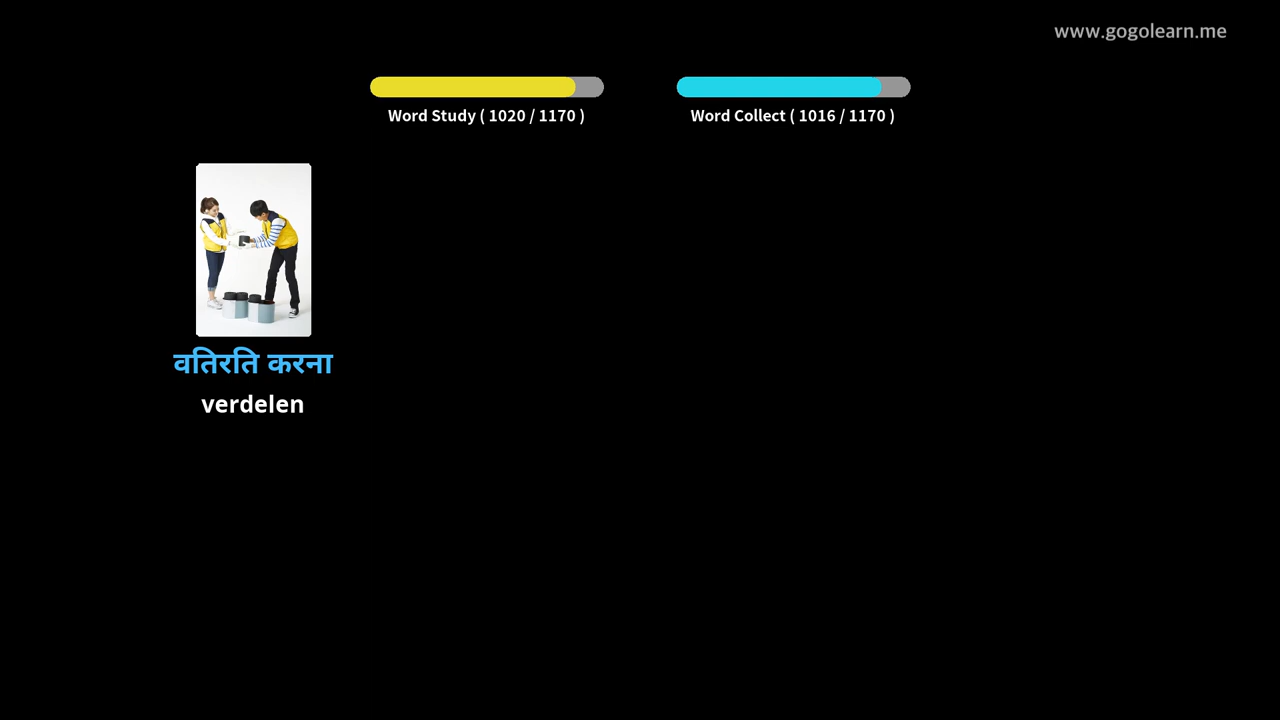 www.gogolearn.me
Word Study ( 1020 / 1170 )
Word Collect ( 1016 / 1170 )
वतिरति करना
verdelen